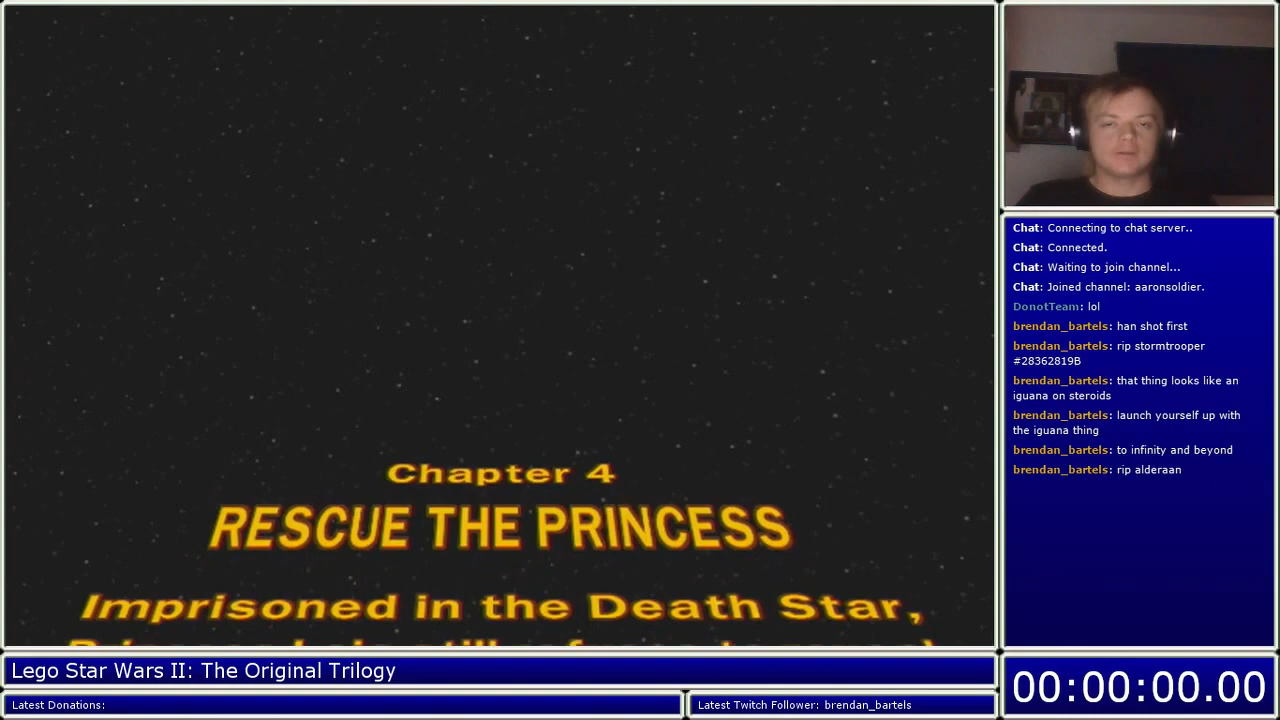 Chapter 4
RESCUE THE PRINCESS
Imprisoned in the Death Star,
Lego Star Wars II: The Original Trilogy
Latest Donations:
Latest Twitch Follower: brendan_bartels
Chat: Connecting to chat server..
Chat: Connected.
Chat: Waiting to join channel...
Chat: Joined channel: aaronsoldier.
DonotTeam: lol
brendan_bartels: han shot first
brendan_bartels: rip stormtrooper
#28362819B
brendan_bartels: that thing looks like an
iguana on steroids
brendan_bartels: launch yourself up with
the iguana thing
brendan_bartels: to infinity and beyond
brendan_bartels: rip alderaan
00:00:00.00